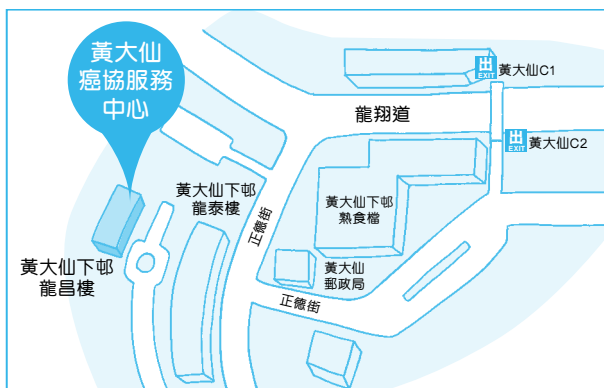 黃大仙
癌協服務
中心
出
EXIT
黃大仙C1
龍翔道
出
EXIT
黃大仙C2
黃大仙下邨
龍泰樓
正德街
黃大仙下邨
熟食檔
黃大仙下邨
龍昌樓
黃大仙
郵政局
正德街